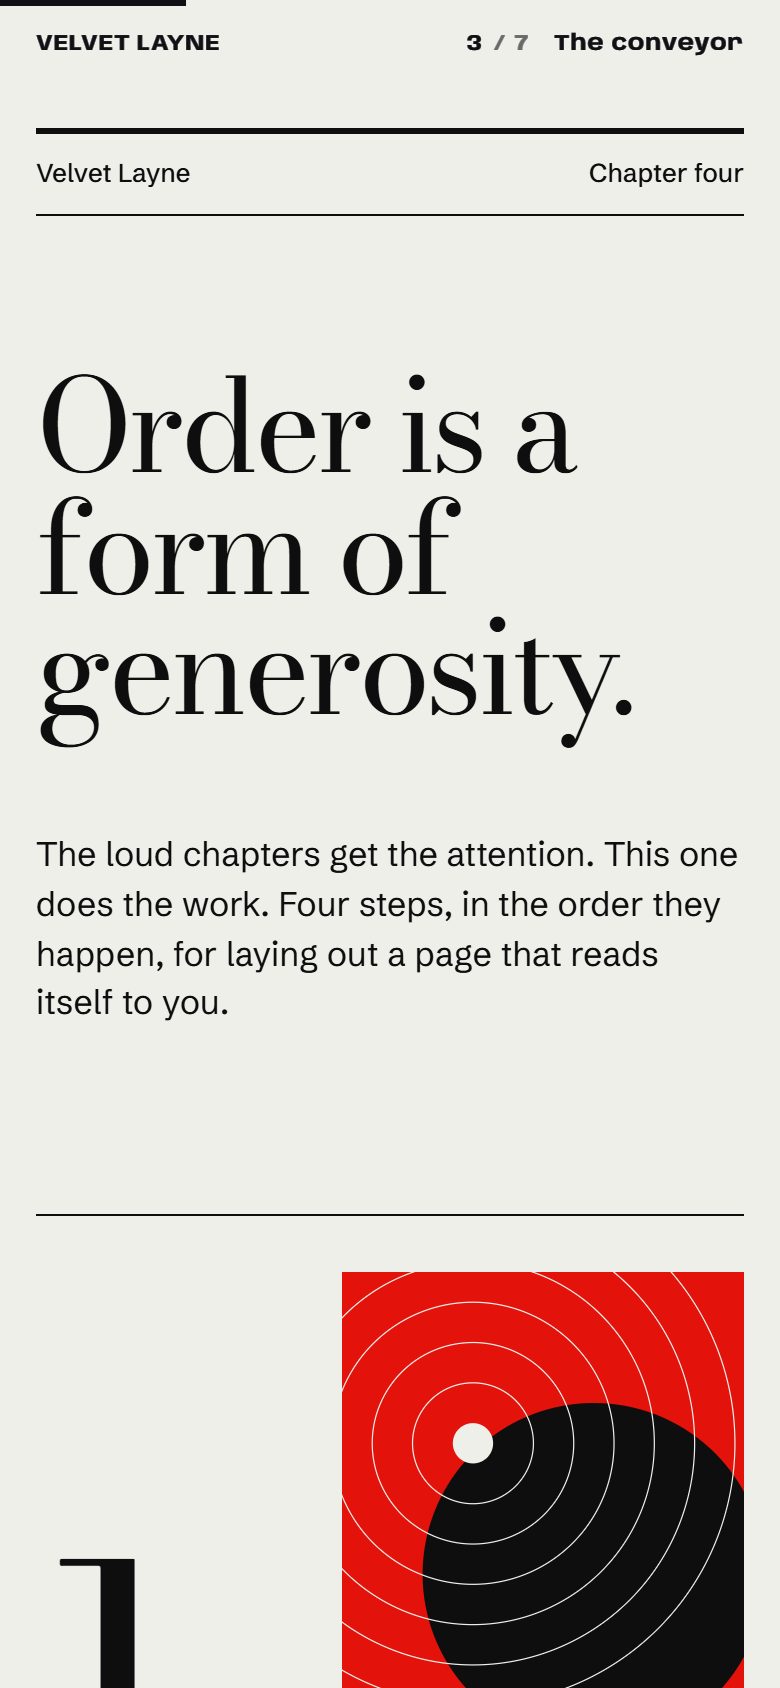 VELVET LAYNE 3 / 7 The conveyor
Velvet Layne Chapter four
Order is a
form of
generosity.
The loud chapters get the attention. This one
does the work. Four steps, in the order they
happen, for laying out a page that reads
itself to you.
1